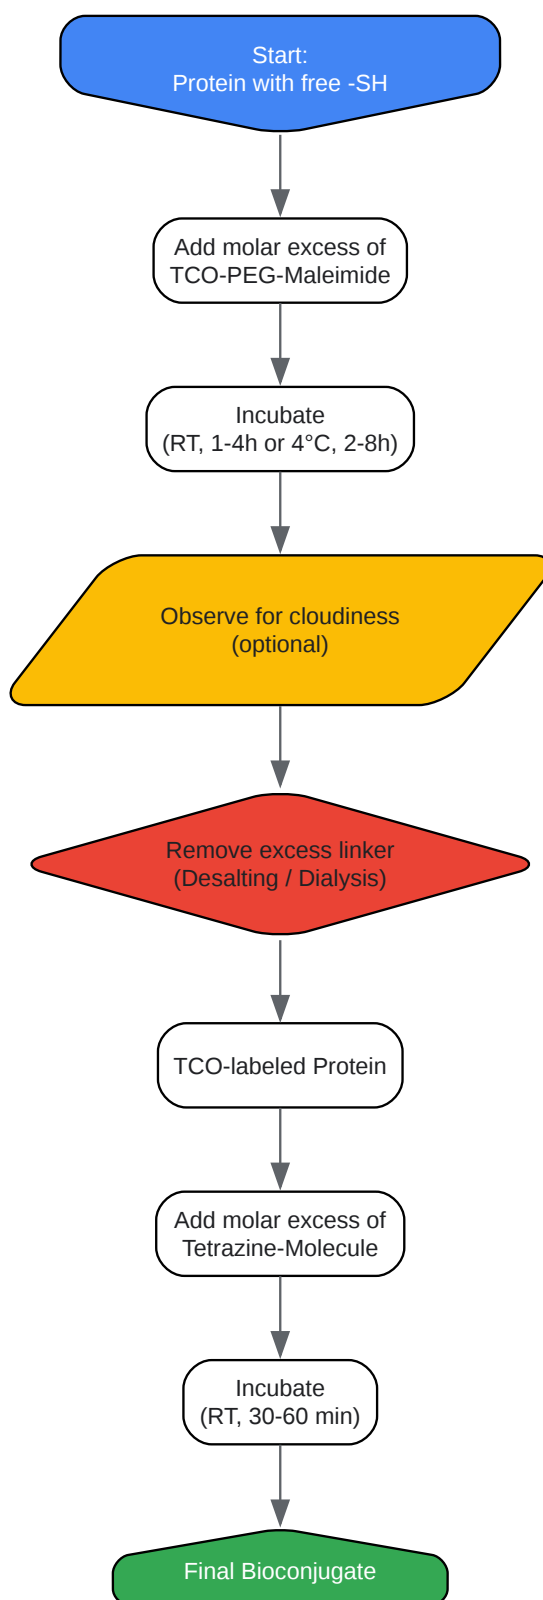 Start:
Protein with free -SH
Add molar excess of
TCO-PEG-Maleimide
Incubate
(RT, 1-4h or 4°C, 2-8h)
Observe for cloudiness
(optional)
Remove excess linker
(Desalting / Dialysis)
TCO-labeled Protein
Add molar excess of
Tetrazine-Molecule
Incubate
(RT, 30-60 min)
Final Bioconjugate